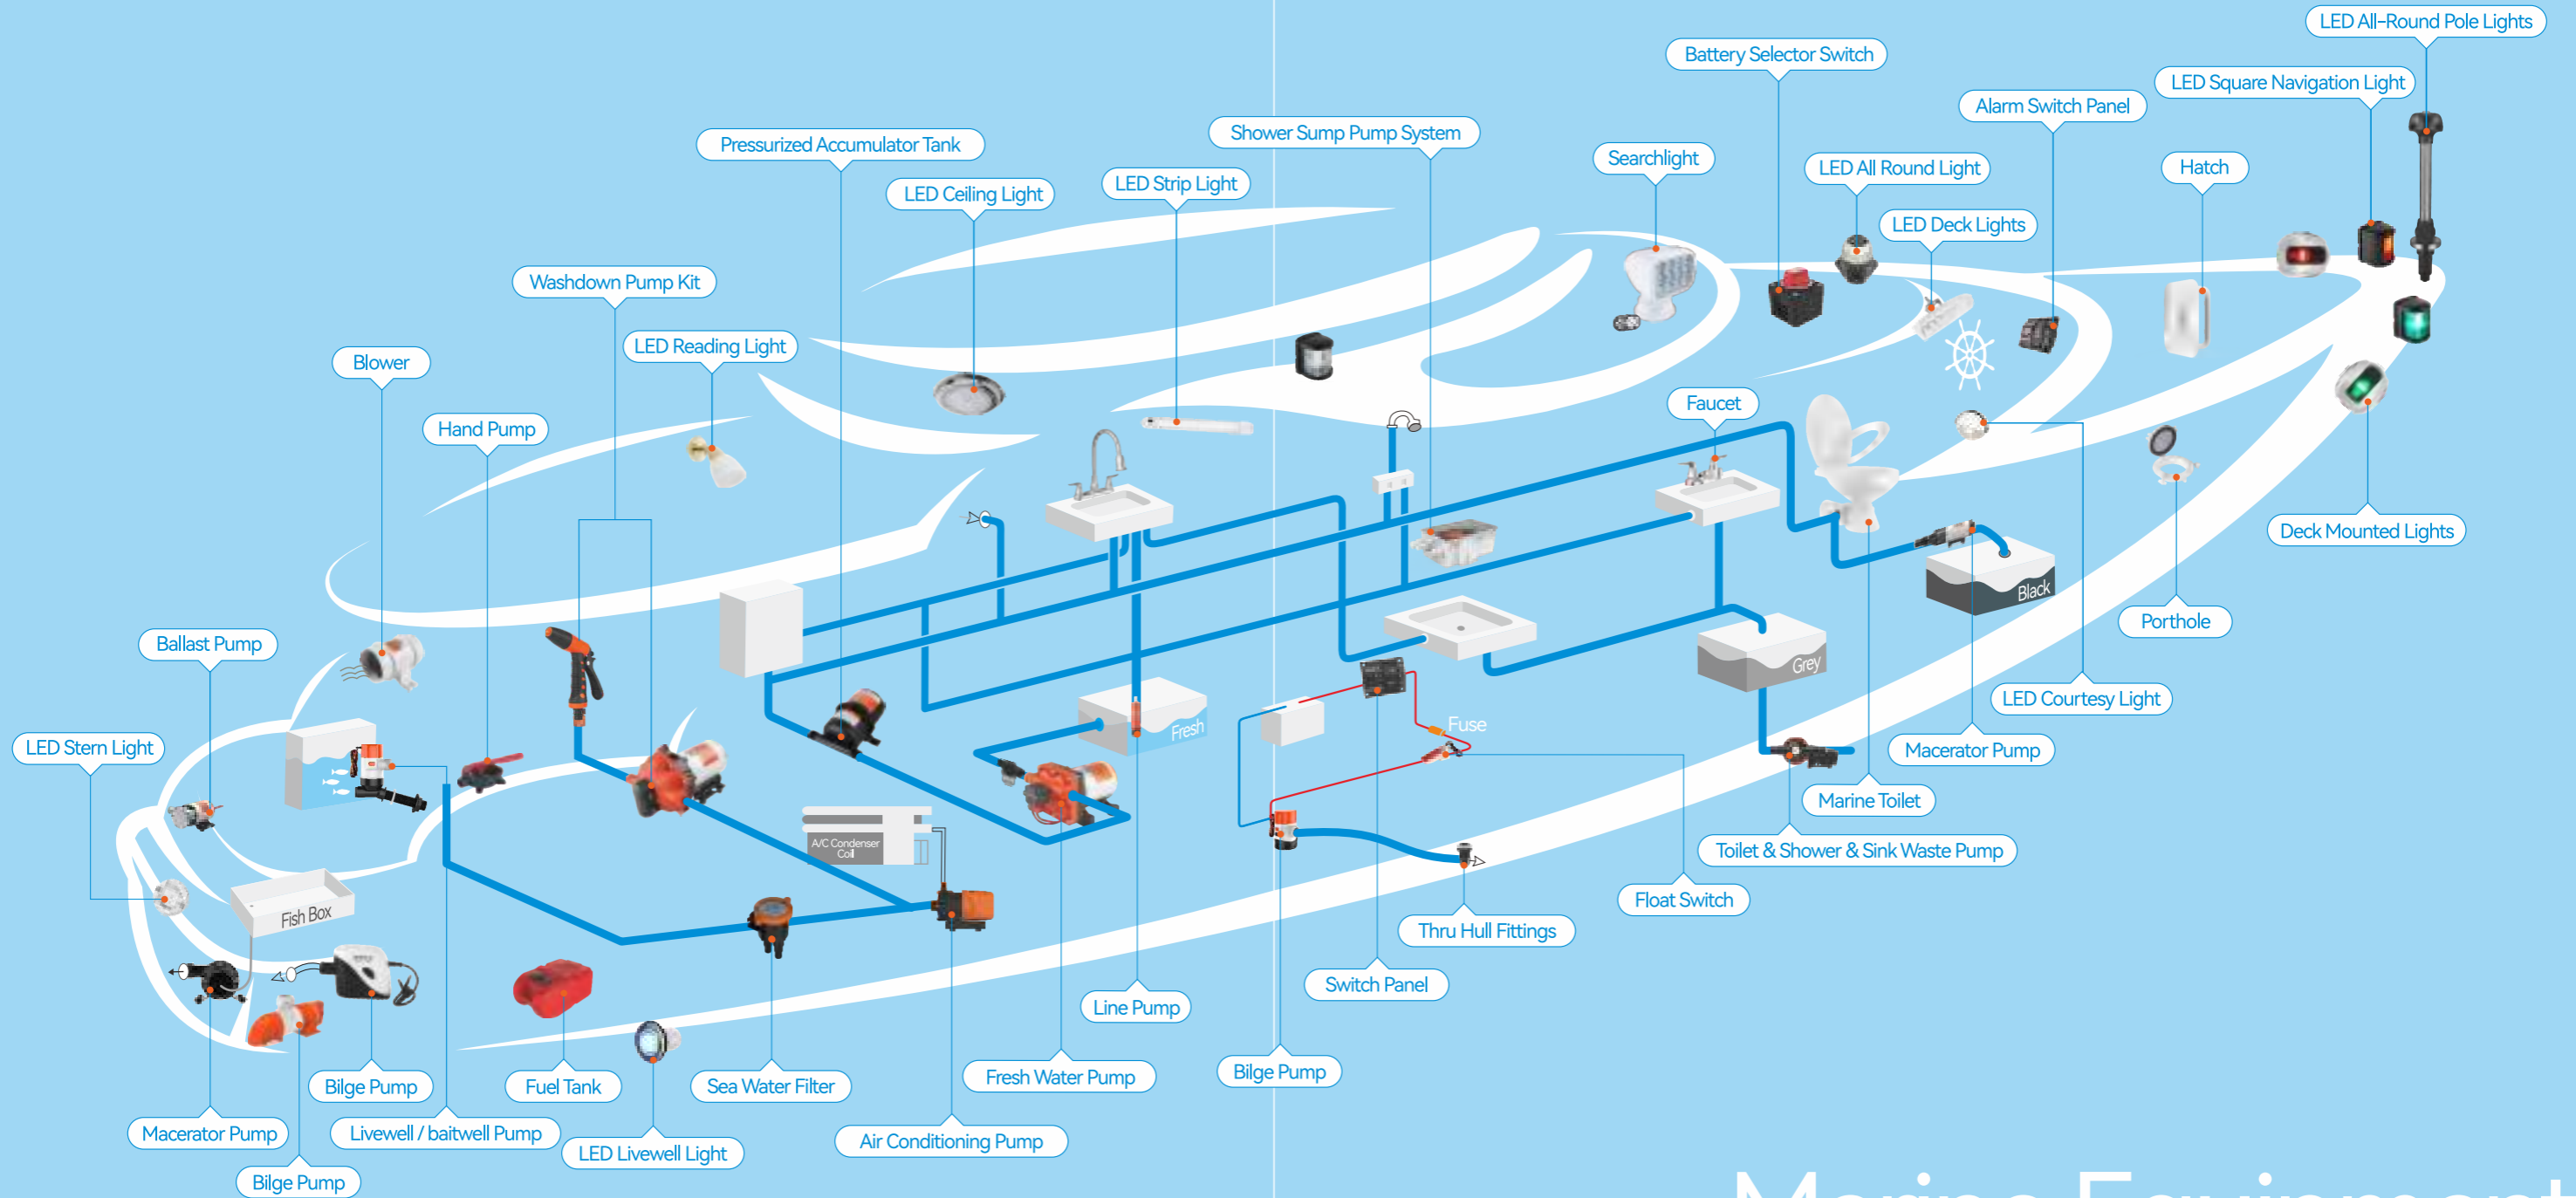 LED All-Round Pole Lights
Battery Selector Switch
LED Square Navigation Light
Alarm Switch Panel
Shower Sump Pump System
Pressurized Accumulator Tank
Searchlight
LED All Round Light
Hatch
LED Strip Light
LED Ceiling Light
LED Deck Lights
Washdown Pump Kit
LED Reading Light
Blower
Faucet
Hand Pump
Deck Mounted Lights
Black
Porthole
Ballast Pump
Grey
LED Courtesy Light
Fresh
Fuse
LED Stern Light
Macerator Pump
Marine Toilet
A/C Condenser
Coil
Toilet & Shower & Sink Waste Pump
Float Switch
Fish Box
Thru Hull Fittings
Switch Panel
Line Pump
Bilge Pump
Fresh Water Pump
Bilge Pump
Fuel Tank
Sea Water Filter
Macerator Pump
Livewell / baitwell Pump
Air Conditioning Pump
LED Livewell Light
Bilge Pump
Marine Equipment